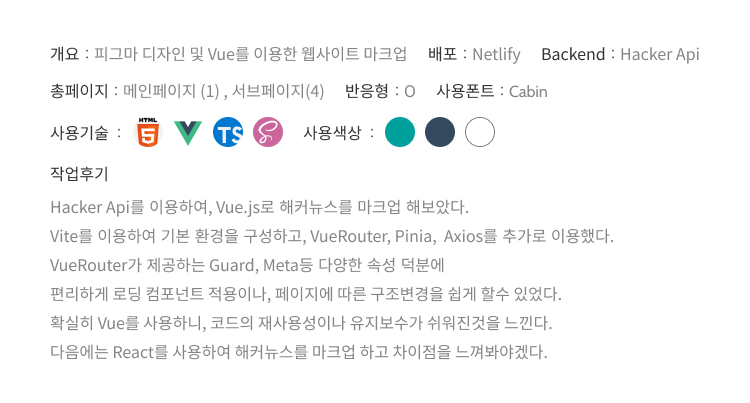 개요 : 피그마 디자인 및 Vue를 이용한 웹사이트 마크업 배포 : Netlify Backend : Hacker Api
총페이지 : 메인페이지 (1) , 서브페이지(4) 반응형 : O 사용폰트 : Cabin
사용기술 : HTML 5 TS 사용색상 :
작업후기
Hacker Api를 이용하여, Vue.js로 해커뉴스를 마크업 해보았다.
Vite를 이용하여 기본 환경을 구성하고, VueRouter, Pinia, Axios를 추가로 이용했다.
VueRouter가 제공하는 Guard, Meta등 다양한 속성 덕분에
편리하게 로딩 컴포넌트 적용이나, 페이지에 따른 구조변경을 쉽게 할수 있었다.
확실히 Vue를 사용하니, 코드의 재사용성이나 유지보수가 쉬워진것을 느낀다.
다음에는 React를 사용하여 해커뉴스를 마크업 하고 차이점을 느껴봐야겠다.